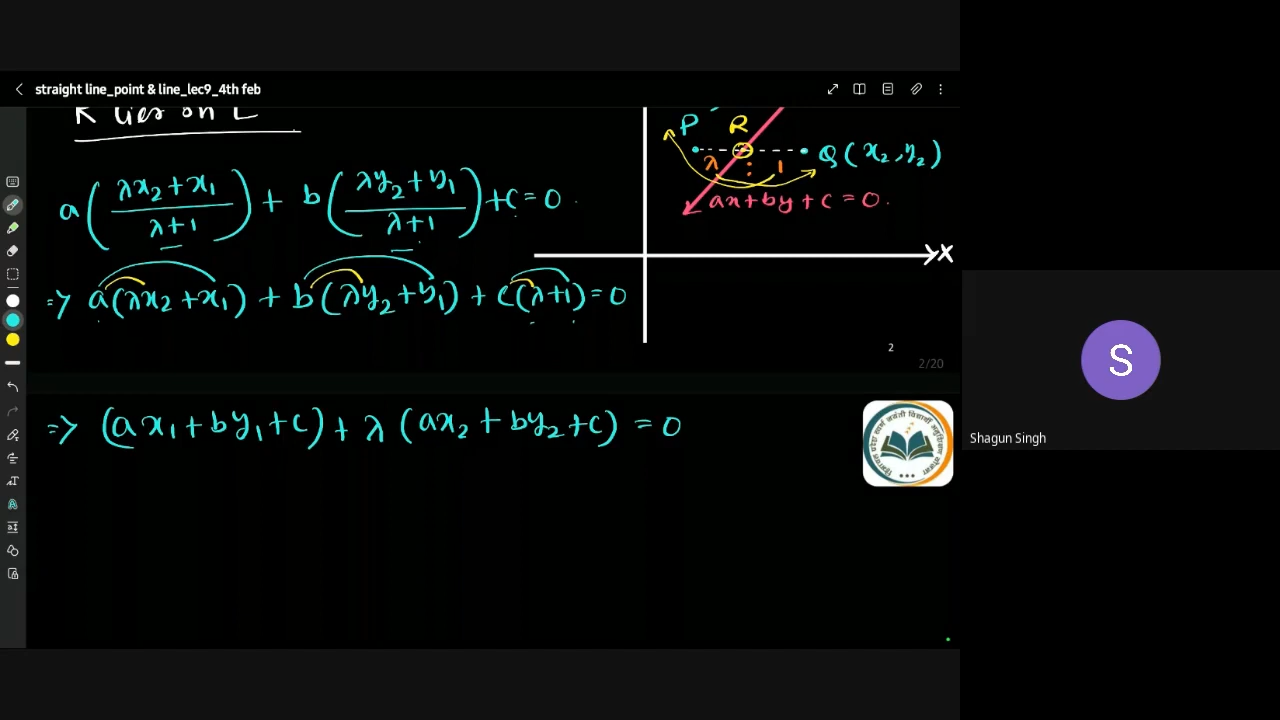 straight line_point & line_lec9_4th feb
R lies on L
P R
Q(x₂,y₂)
λ : 1
ax+by+c=0.
a(λx₂+x₁/λ+1) + b(λy₂+y₁/λ+1)+c=0
X
=> a(λx₂+x₁) + b(λy₂+y₁) + c(λ+1)=0
2
2/20
=> (ax₁+by₁+c)+λ(ax₂+by₂+c)=0
S
Shagun Singh